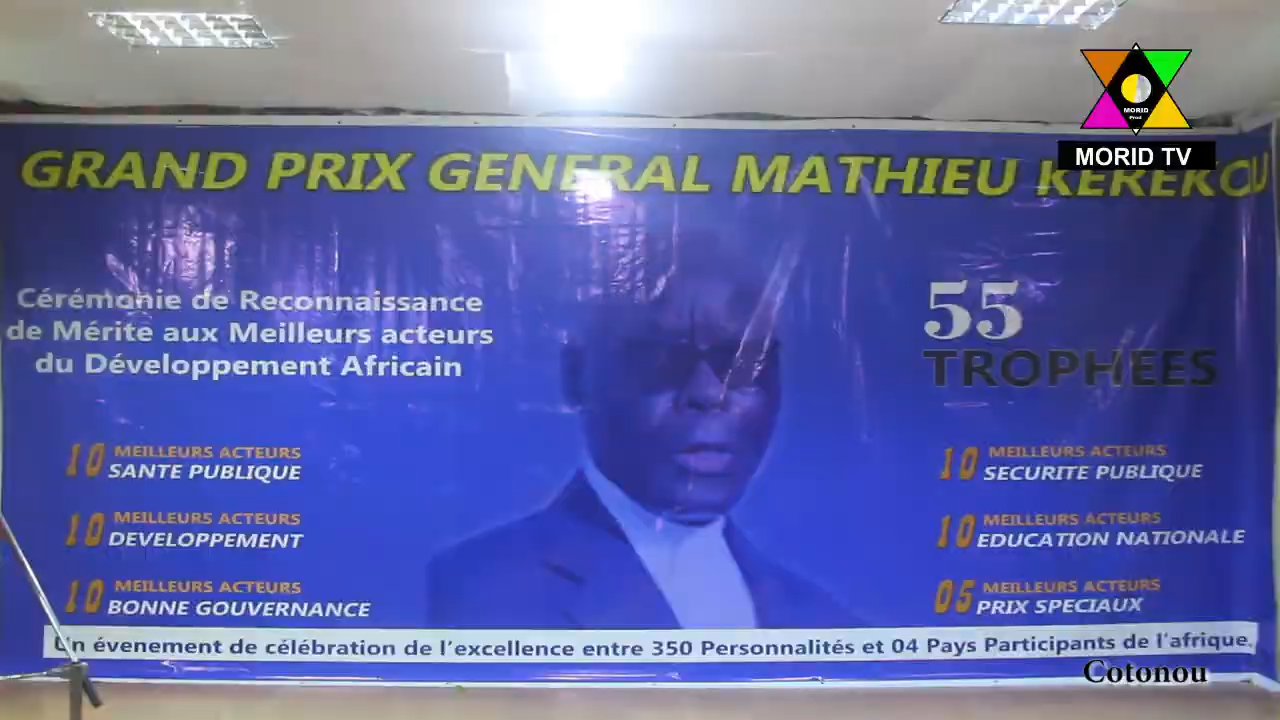 MORID
Prod
MORID TV
GRAND PRIX GENERAL MATHIEU KEREKOU
Cérémonie de Reconnaissance
de Mérite aux Meilleurs acteurs
du Développement Africain
55
TROPHEES
10 MEILLEURS ACTEURS
SANTE PUBLIQUE
10 MEILLEURS ACTEURS
DEVELOPPEMENT
10 MEILLEURS ACTEURS
BONNE GOUVERNANCE
10 MEILLEURS ACTEURS
SECURITE PUBLIQUE
10 MEILLEURS ACTEURS
EDUCATION NATIONALE
05 MEILLEURS ACTEURS
PRIX SPECIAUX
Un évenement de célébration de l'excellence entre 350 Personnalités et 04 Pays Participants de l'afrique.
Cotonou